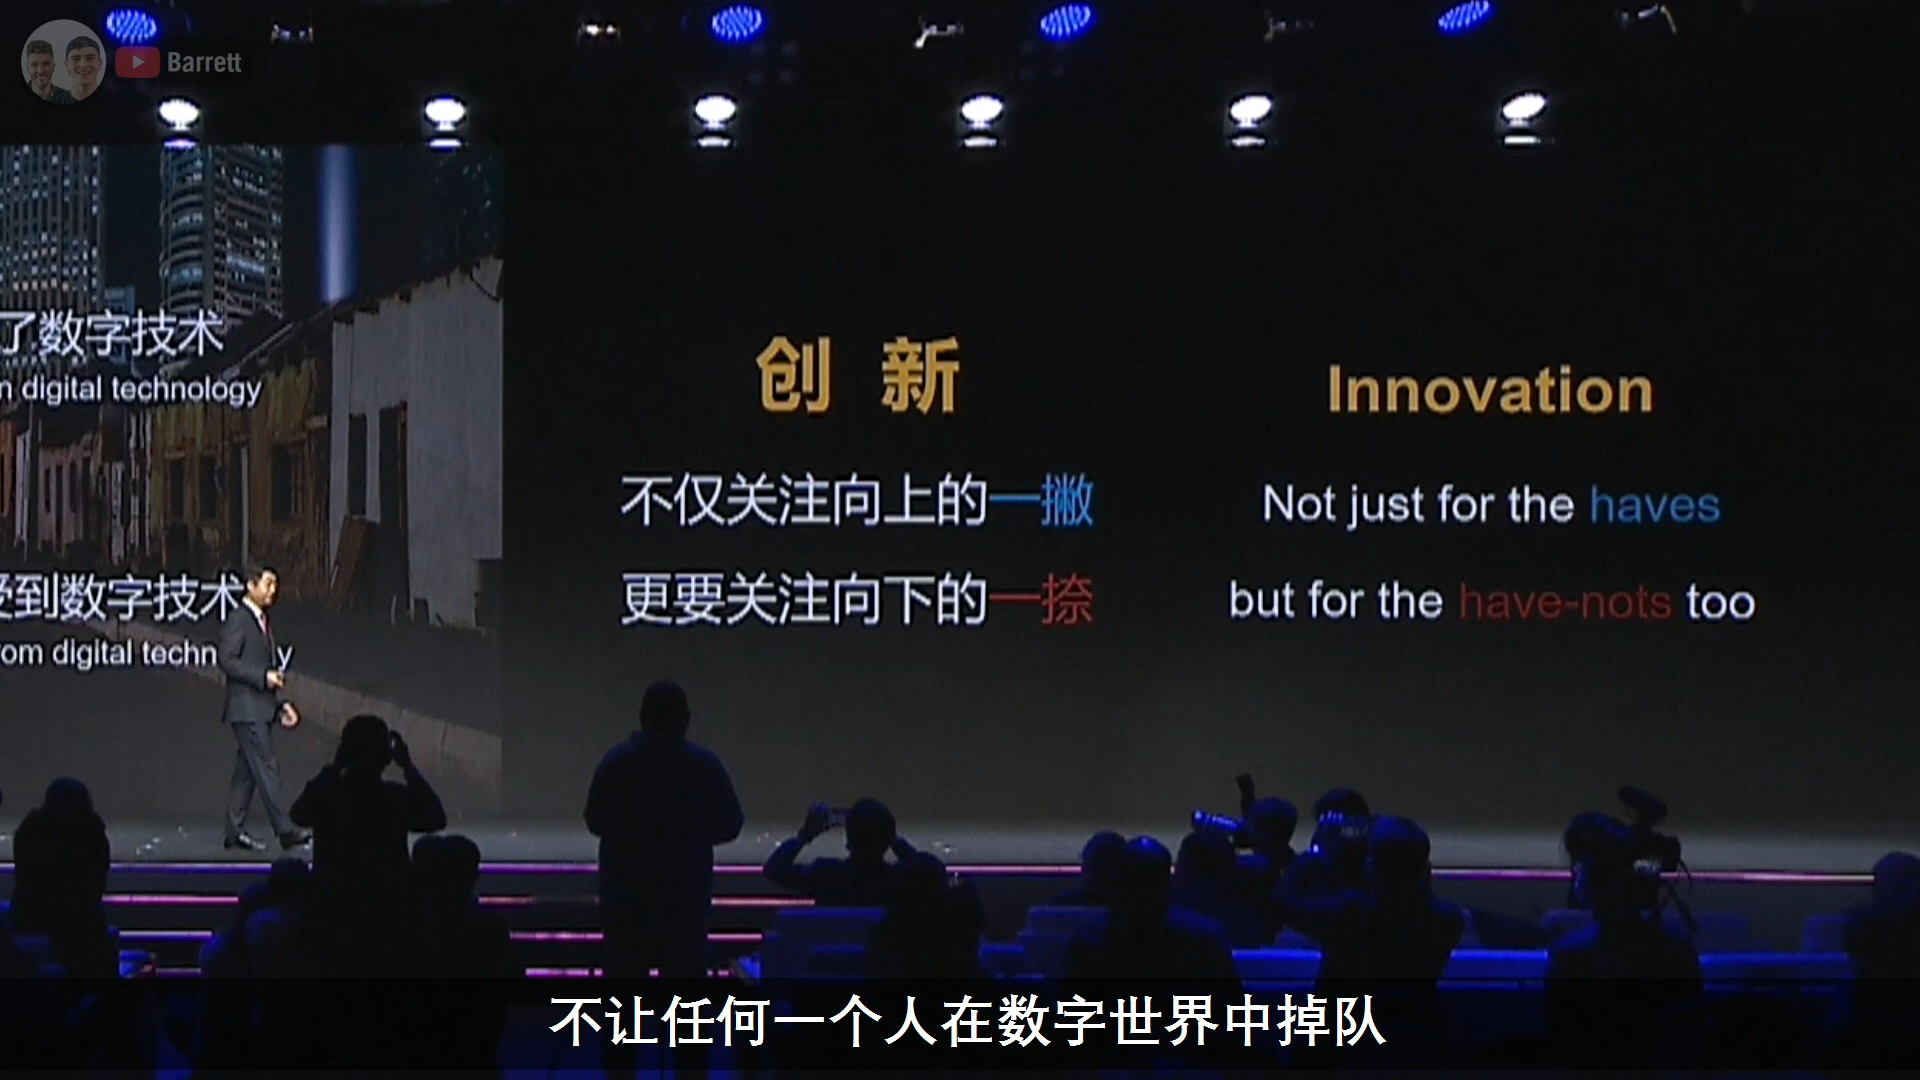 Barrett
了数字技术
n digital technology
受到数字技术
om digital techn y
创 新
不仅关注向上的一撇
更要关注向下的一捺
Innovation
Not just for the haves
but for the have-nots too
不让任何一个人在数字世界中掉队